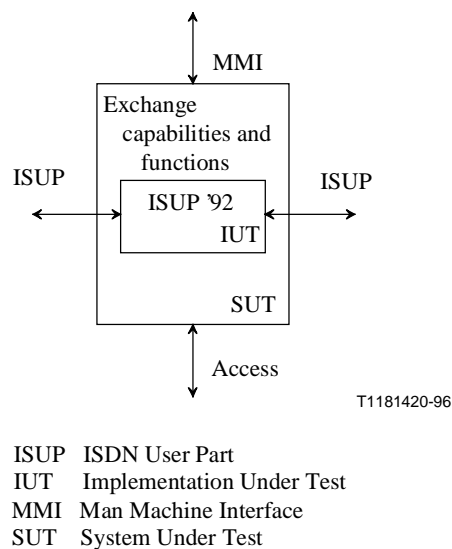 MMI
Exchange
capabilities and
functions
ISUP
ISUP
ISUP '92
IUT
SUT
Access
T1181420-96
ISUP ISDN User Part
IUT Implementation Under Test
MMI Man Machine Interface
SUT System Under Test